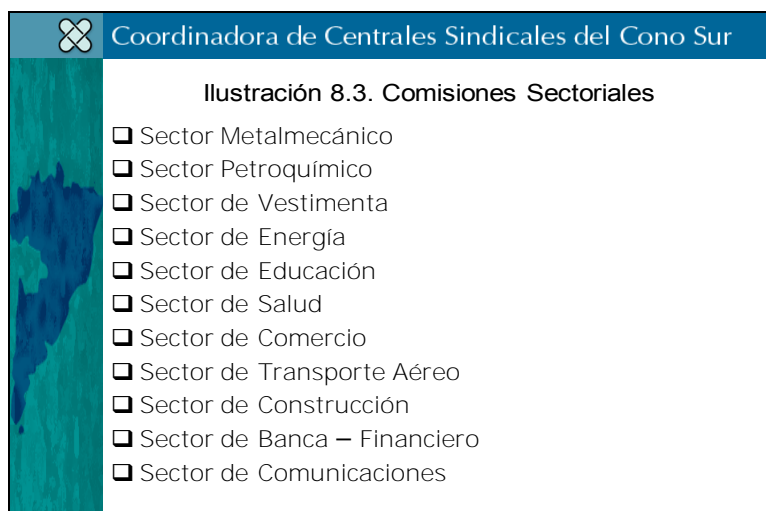 Coordinadora de Centrales Sindicales del Cono Sur
Ilustración 8.3. Comisiones Sectoriales
Sector Metalmecánico
Sector Petroquímico
Sector de Vestimenta
Sector de Energía
Sector de Educación
Sector de Salud
Sector de Comercio
Sector de Transporte Aéreo
Sector de Construcción
Sector de Banca – Financiero
Sector de Comunicaciones